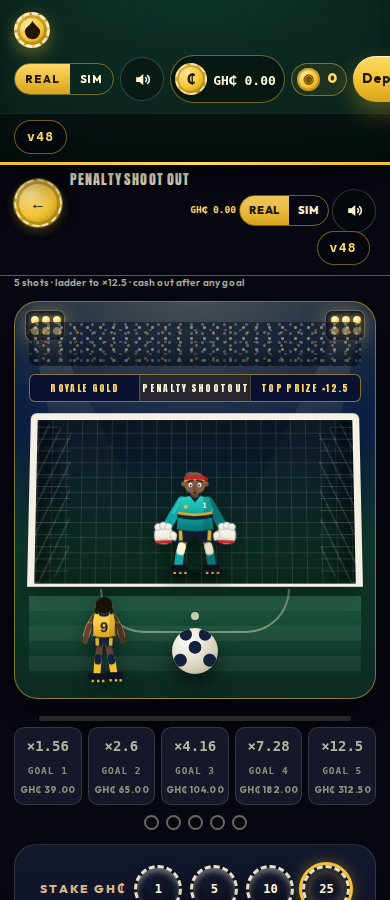 REAL SIM ₵ GH₵ 0.00 0 Dep
v48
← PENALTY SHOOT OUT
GH₵ 0.00 REAL SIM
v48
5 shots · ladder to ×12.5 · cash out after any goal
ROYALE GOLD PENALTY SHOOTOUT TOP PRIZE ×12.5
1
9
×1.56 ×2.6 ×4.16 ×7.28 ×12.5
GOAL 1 GOAL 2 GOAL 3 GOAL 4 GOAL 5
GH₵ 39.00 GH₵ 65.00 GH₵ 104.00 GH₵ 182.00 GH₵ 312.50
STAKE GH₵ 1 5 10 25